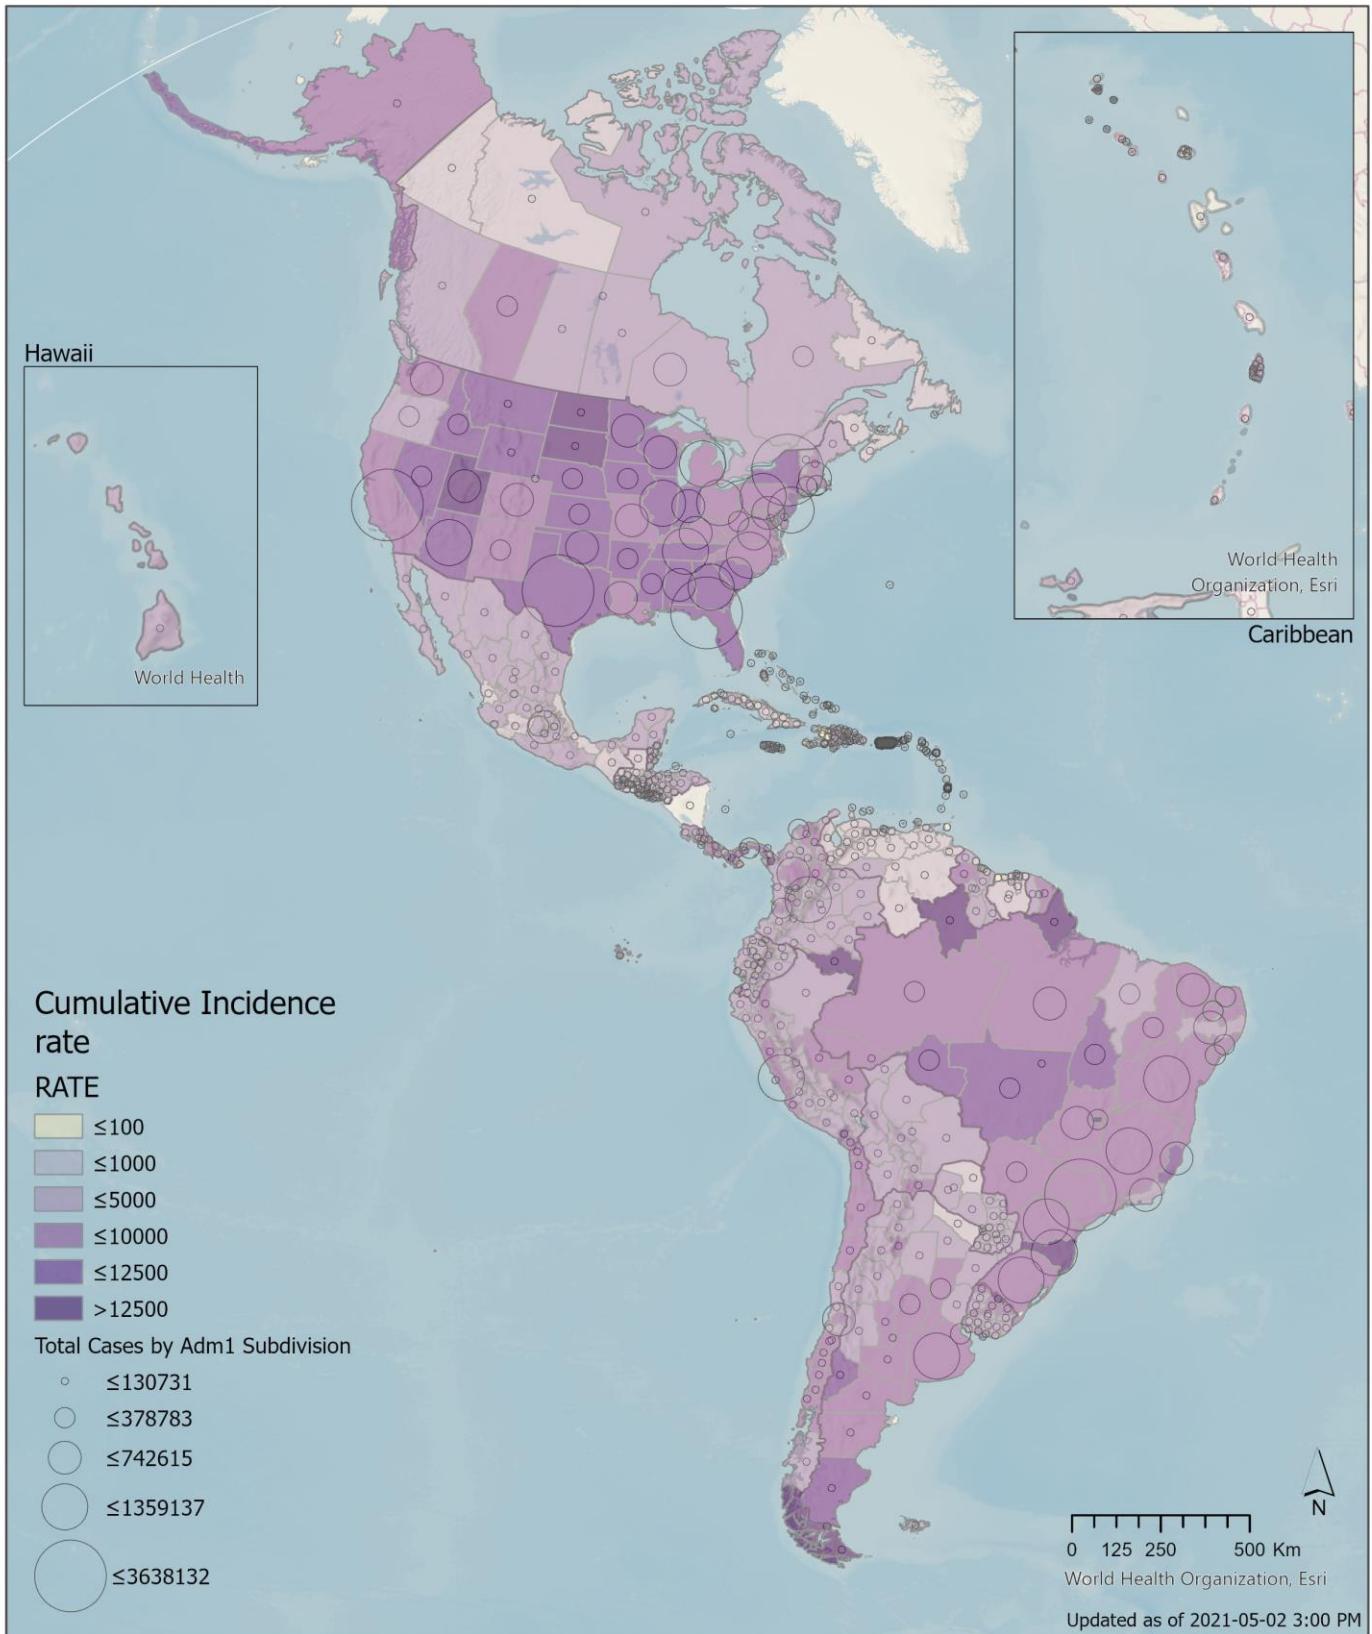 Hawaii
World Health
World Health
Organization, Esri
Caribbean
Cumulative Incidence
rate
RATE
≤100
≤1000
≤5000
≤10000
≤12500
>12500
Total Cases by Adm1 Subdivision
≤130731
≤378783
≤742615
≤1359137
≤3638132
N
0 125 250 500 Km
World Health Organization, Esri
Updated as of 2021-05-02 3:00 PM